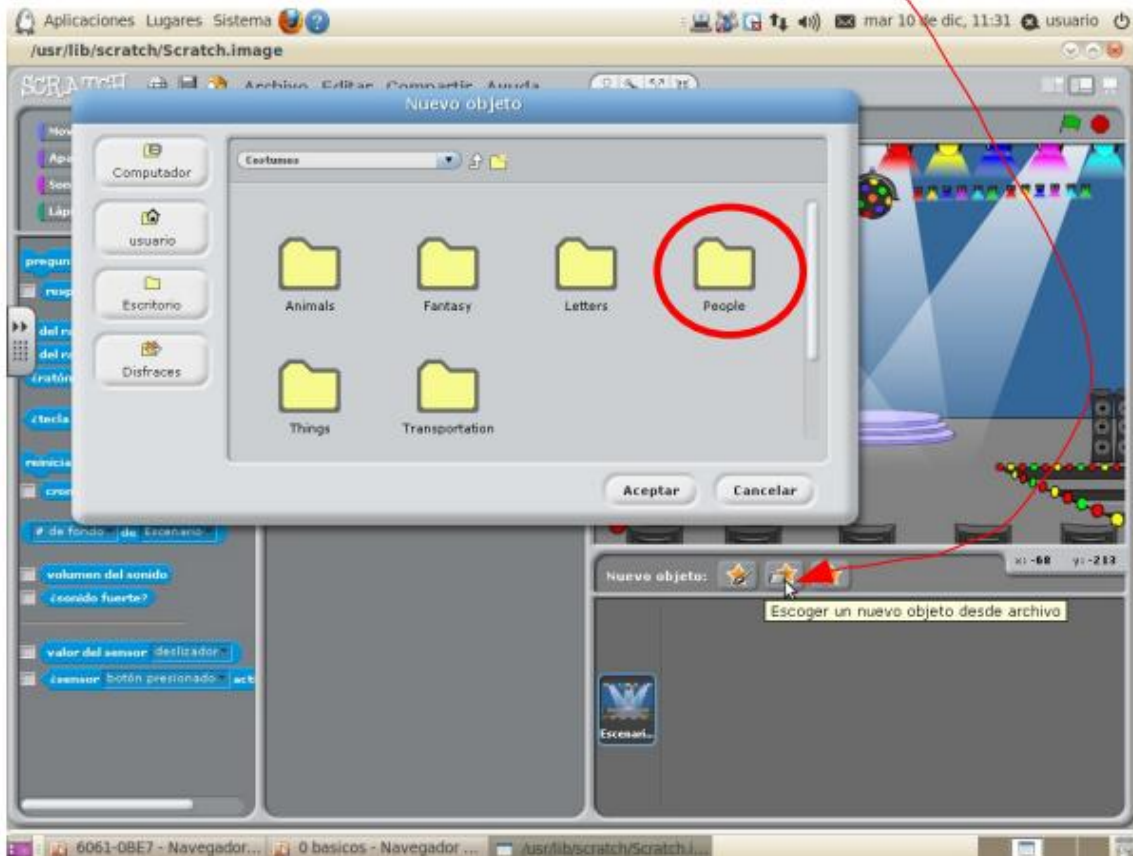 Aplicaciones Lugares Sistema
mar 10 de dic, 11:31 usuario
/usr/lib/scratch/Scratch.image
SCRATCH Archivo Editar Compartir Ayuda
Nuevo objeto
Computador
usuario
Escritorio
Disfraces
Costumes
Animals
Fantasy
Letters
People
Things
Transportation
Aceptar
Cancelar
# de fondo de Escenario
volumen del sonido
¿sonido fuerte?
valor del sensor deslizador
¿sensor botón presionado
x:-68 y:-213
Nuevo objeto:
Escoger un nuevo objeto desde archivo
Escenari...
6061-0BE7 - Navegador...
0 basicos - Navegador ...
/usr/lib/scratch/Scratch.i...